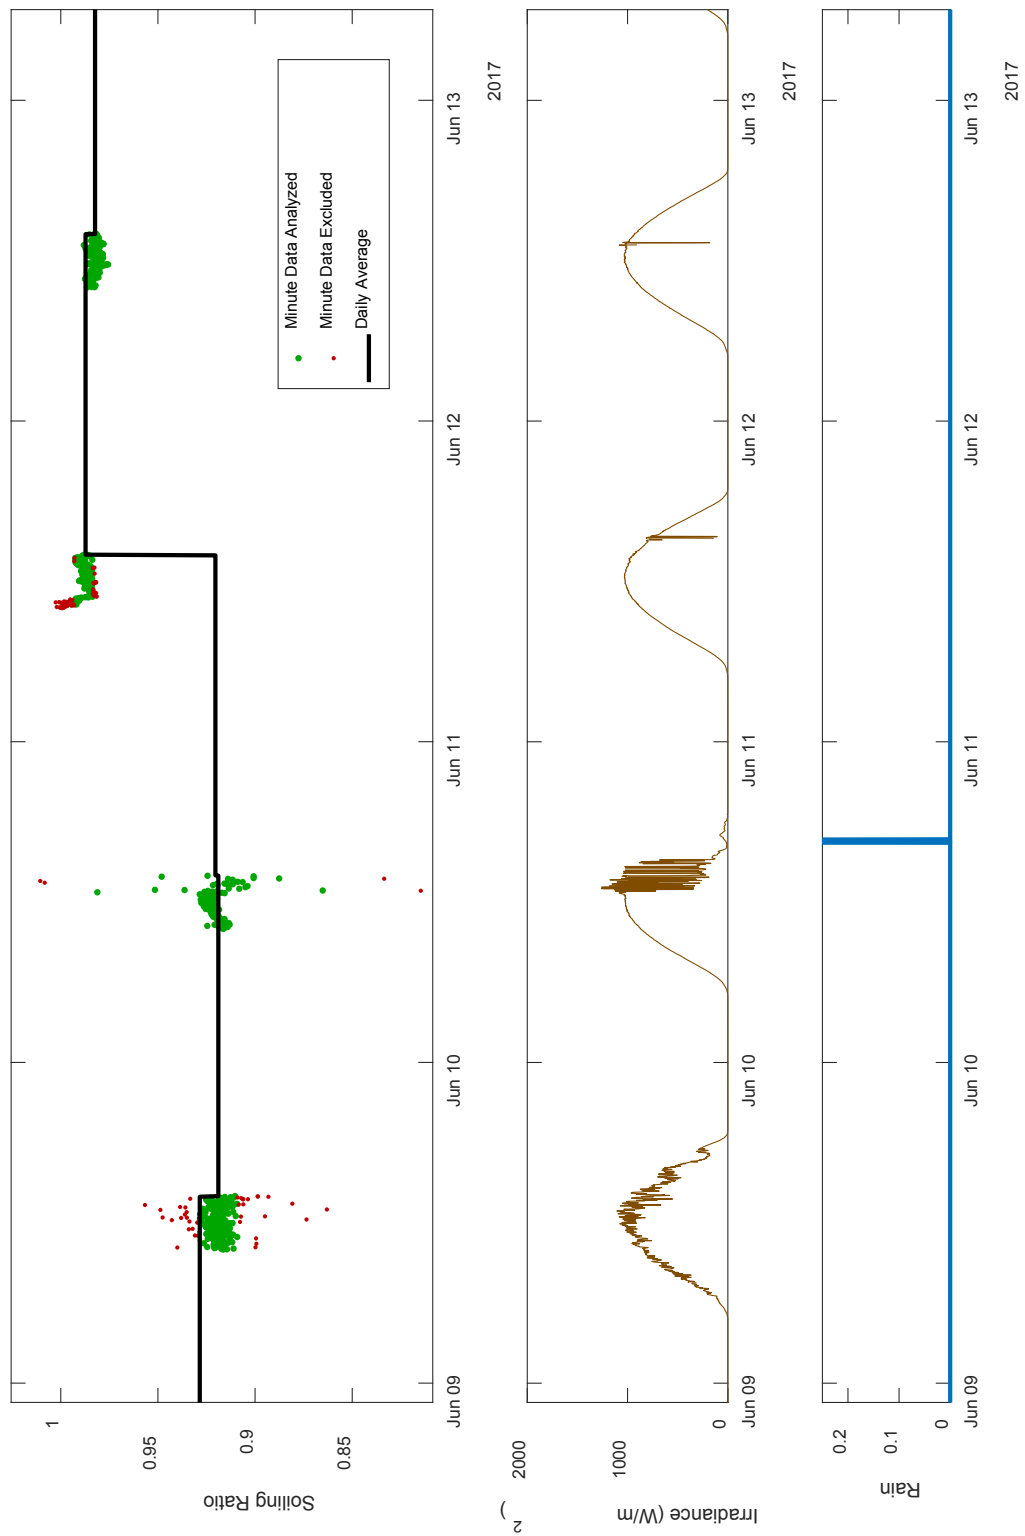 1
0.95
0.9
0.85
Soiling Ratio
Jun 09
Jun 10
Jun 11
Jun 12
Jun 13
2017
Minute Data Analyzed
Minute Data Excluded
Daily Average
2000
1000
0
Irradiance (W/m2)
Jun 09
Jun 10
Jun 11
Jun 12
Jun 13
2017
0.2
0.1
0
Rain
Jun 09
Jun 10
Jun 11
Jun 12
Jun 13
2017